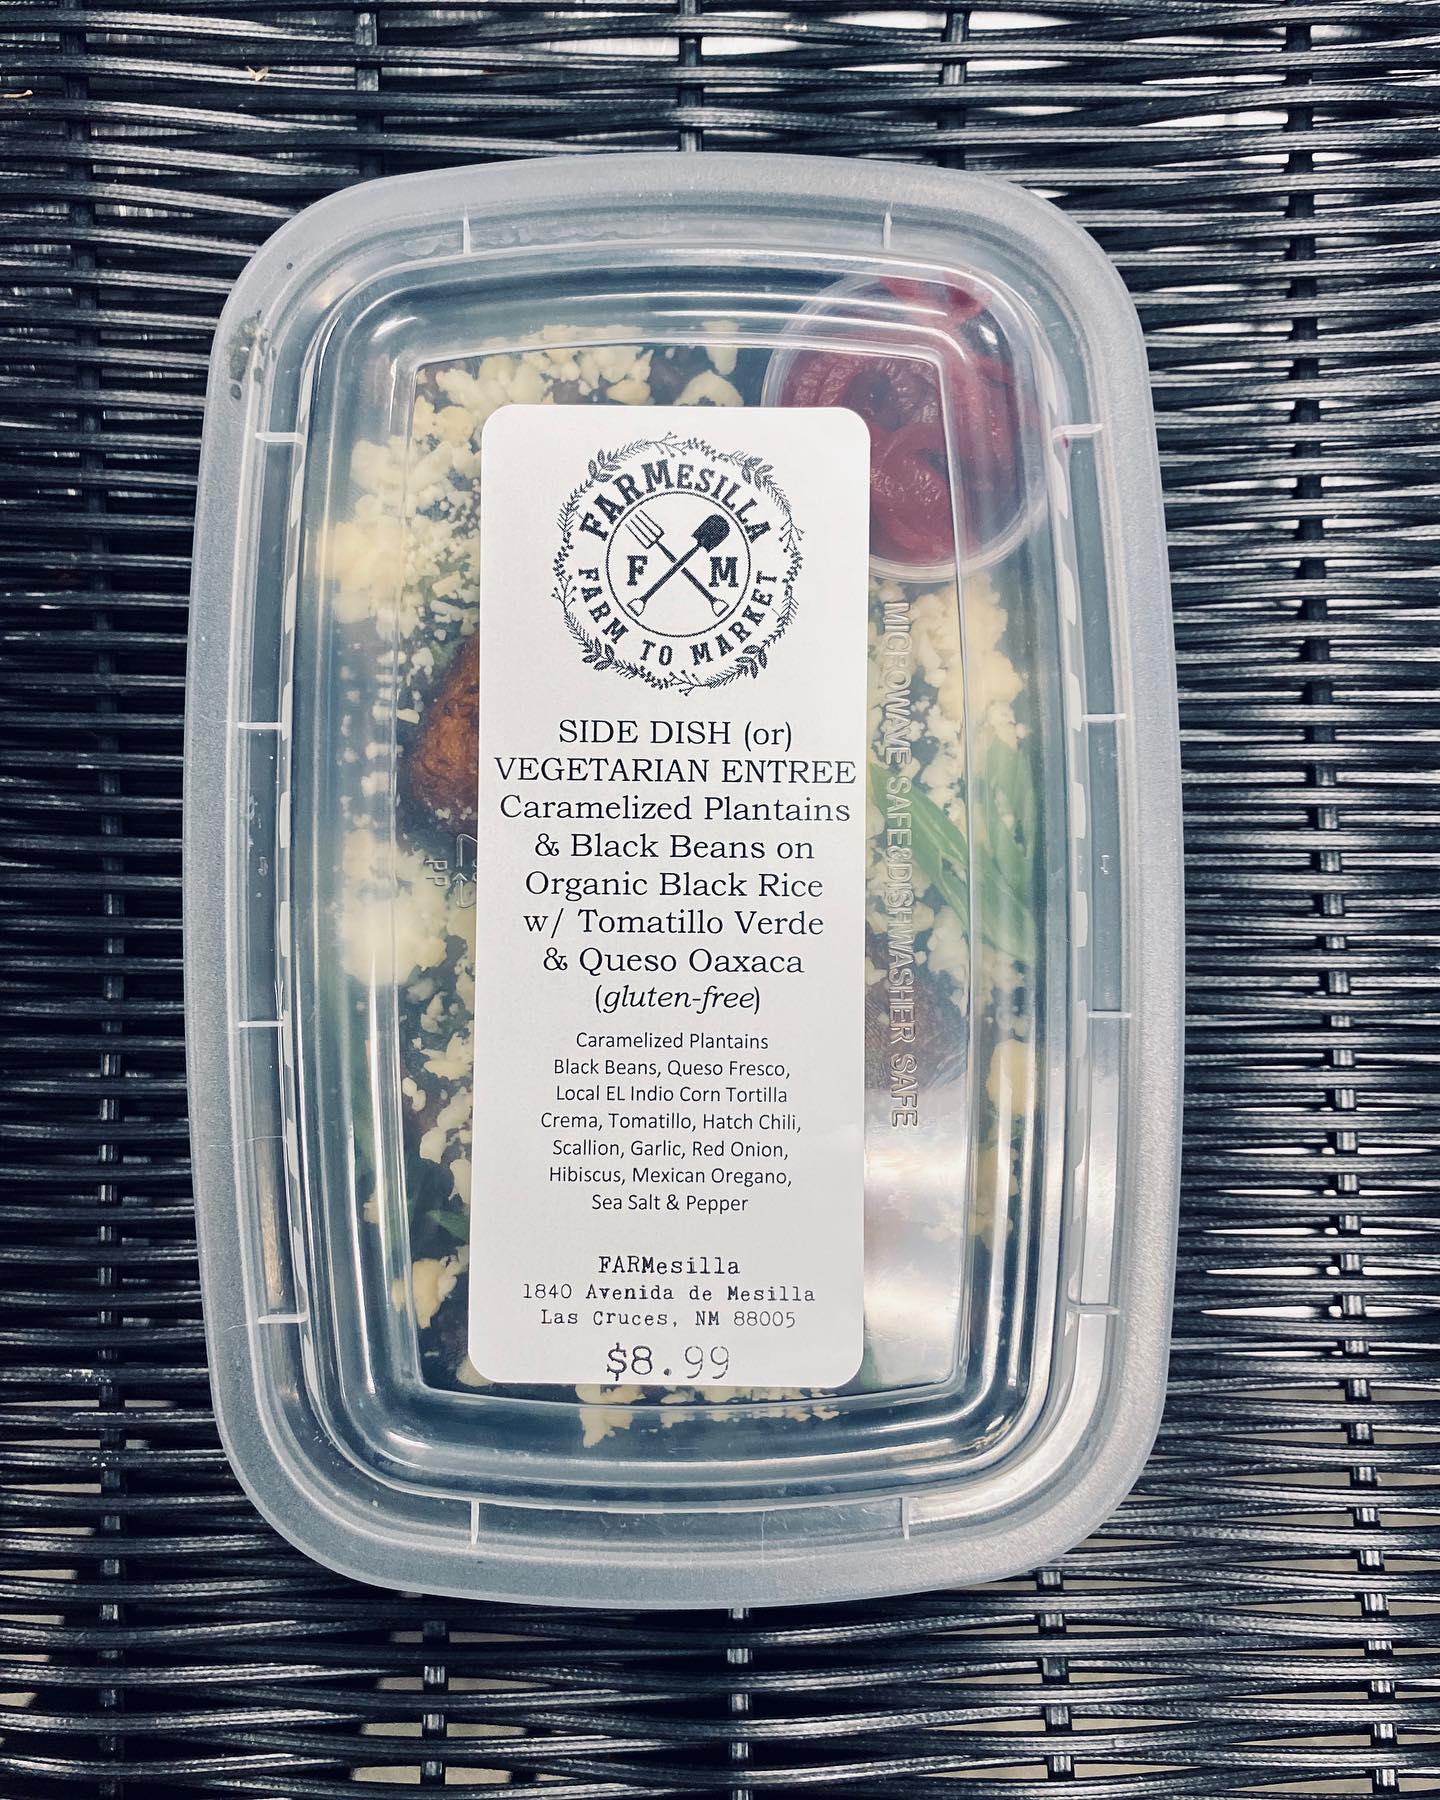 FARMESILLA
F M
FARM TO MARKET
SIDE DISH (or)
VEGETARIAN ENTREE
Caramelized Plantains
& Black Beans on
Organic Black Rice
w/ Tomatillo Verde
& Queso Oaxaca
(gluten-free)
Caramelized Plantains
Black Beans, Queso Fresco,
Local EL Indio Corn Tortilla
Crema, Tomatillo, Hatch Chili,
Scallion, Garlic, Red Onion,
Hibiscus, Mexican Oregano,
Sea Salt & Pepper
FARMesilla
1840 Avenida de Mesilla
Las Cruces, NM 88005
$8.99
MICROWAVE SAFE&DISHWASHER SAFE
PP